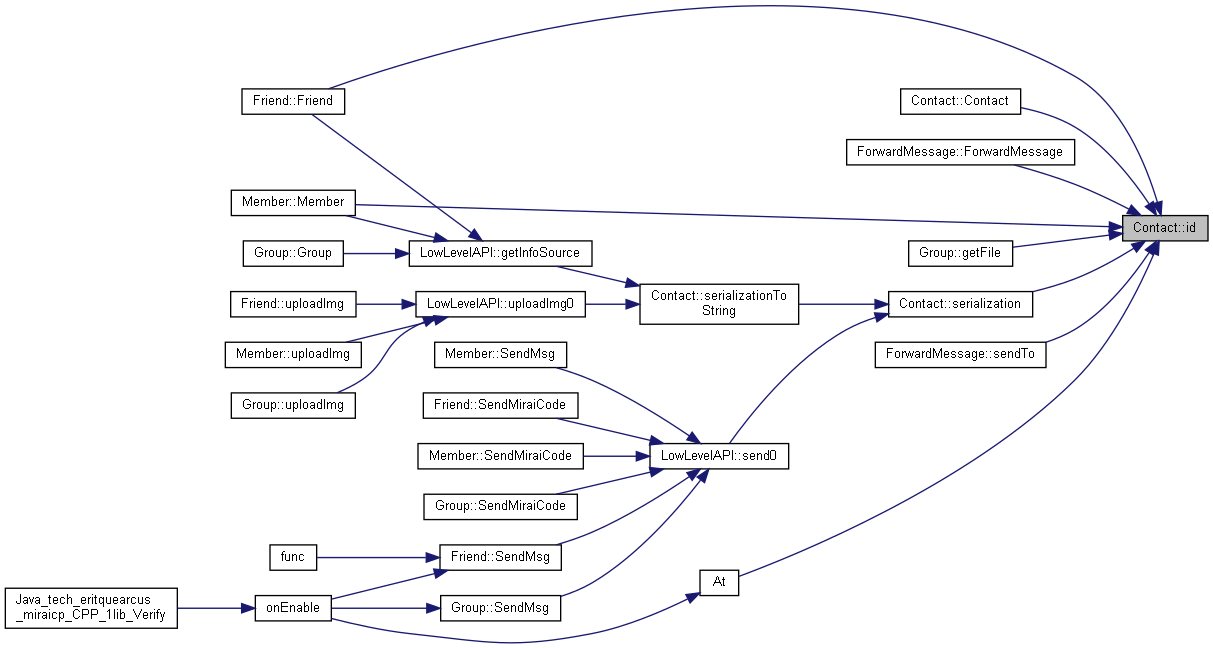 Friend::Friend
Contact::Contact
ForwardMessage::ForwardMessage
Member::Member
Contact::id
Group::Group
LowLevelAPI::getInfoSource
Group::getFile
Friend::uploadImg
LowLevelAPI::uploadImg0
Contact::serializationTo
String
Contact::serialization
Member::uploadImg
Member::SendMsg
ForwardMessage::sendTo
Group::uploadImg
Friend::SendMiraiCode
Member::SendMiraiCode
LowLevelAPI::send0
Group::SendMiraiCode
func
Friend::SendMsg
At
Java_tech_eritquearcus
_miraicp_CPP_1lib_Verify
onEnable
Group::SendMsg